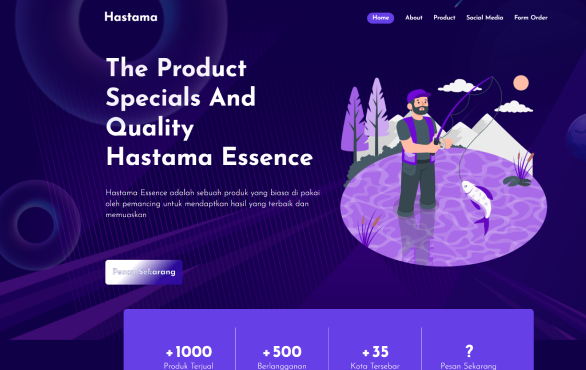 Hastama
Home About Product Social Media Form Order
The Product
Specials And
Quality
Hastama Essence
Hastama Essence adalah sebuah produk yang biasa di pakai
oleh pemancing untuk mendaptkan hasil yang terbaik dan
memuaskan
Pesan Sekarang
+1000 +500 +35 ?
Produk Terjual Berlangganan Kota Tersebar Pesan Sekarang